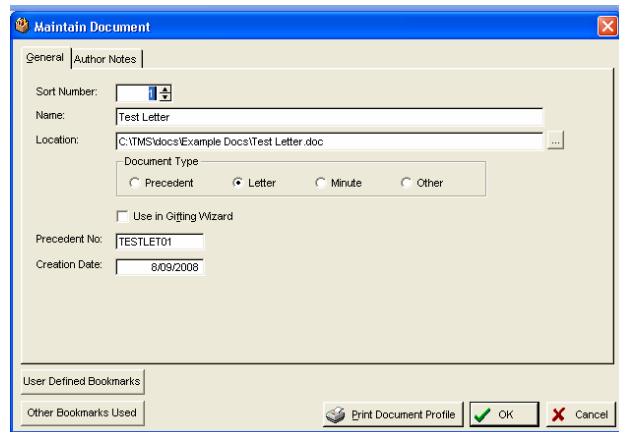 Maintain Document
General Author Notes
Sort Number: 1
Name: Test Letter
Location: C:\TMS\docs\Example Docs\Test Letter.doc ...
Document Type
Precedent Letter Minute Other
Use in Gifting Wizard
Precedent No: TESTLET01
Creation Date: 8/09/2008
User Defined Bookmarks
Other Bookmarks Used Print Document Profile OK Cancel